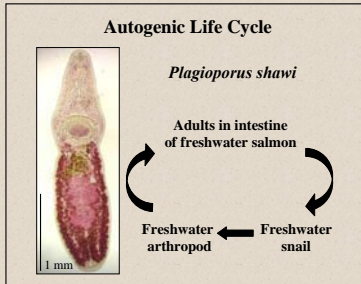 Autogenic Life Cycle
Plagioporus shawi
Adults in intestine
of freshwater salmon
Freshwater
arthropod
Freshwater
snail
1 mm